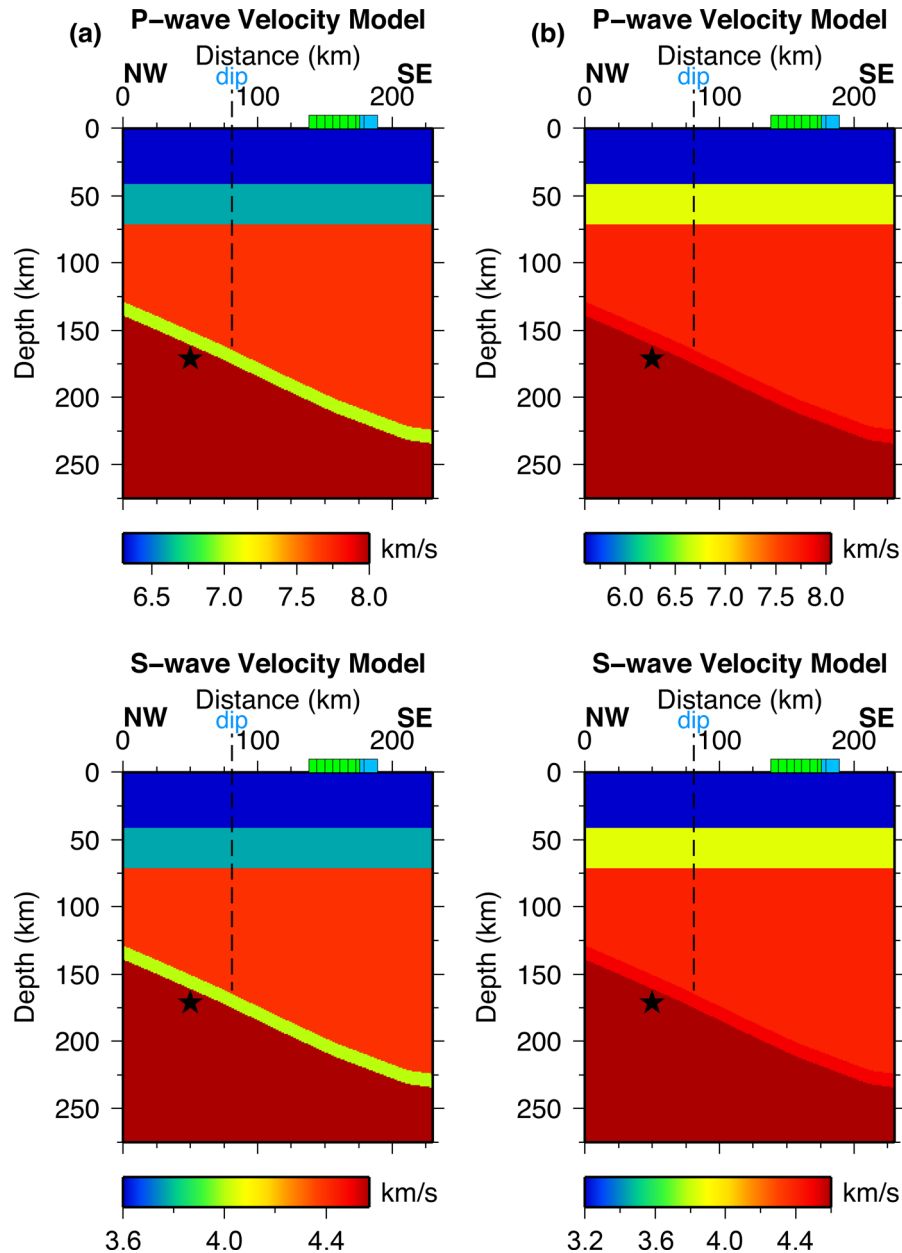 (a) P−wave Velocity Model
Distance (km)
NW dip SE
0 100 200
Depth (km)
0
50
100
150
200
250
6.5 7.0 7.5 8.0
km/s
(b) P−wave Velocity Model
Distance (km)
NW dip SE
0 100 200
Depth (km)
0
50
100
150
200
250
6.0 6.5 7.0 7.5 8.0
km/s
S−wave Velocity Model
Distance (km)
NW dip SE
0 100 200
Depth (km)
0
50
100
150
200
250
3.6 4.0 4.4
km/s
S−wave Velocity Model
Distance (km)
NW dip SE
0 100 200
Depth (km)
0
50
100
150
200
250
3.2 3.6 4.0 4.4
km/s